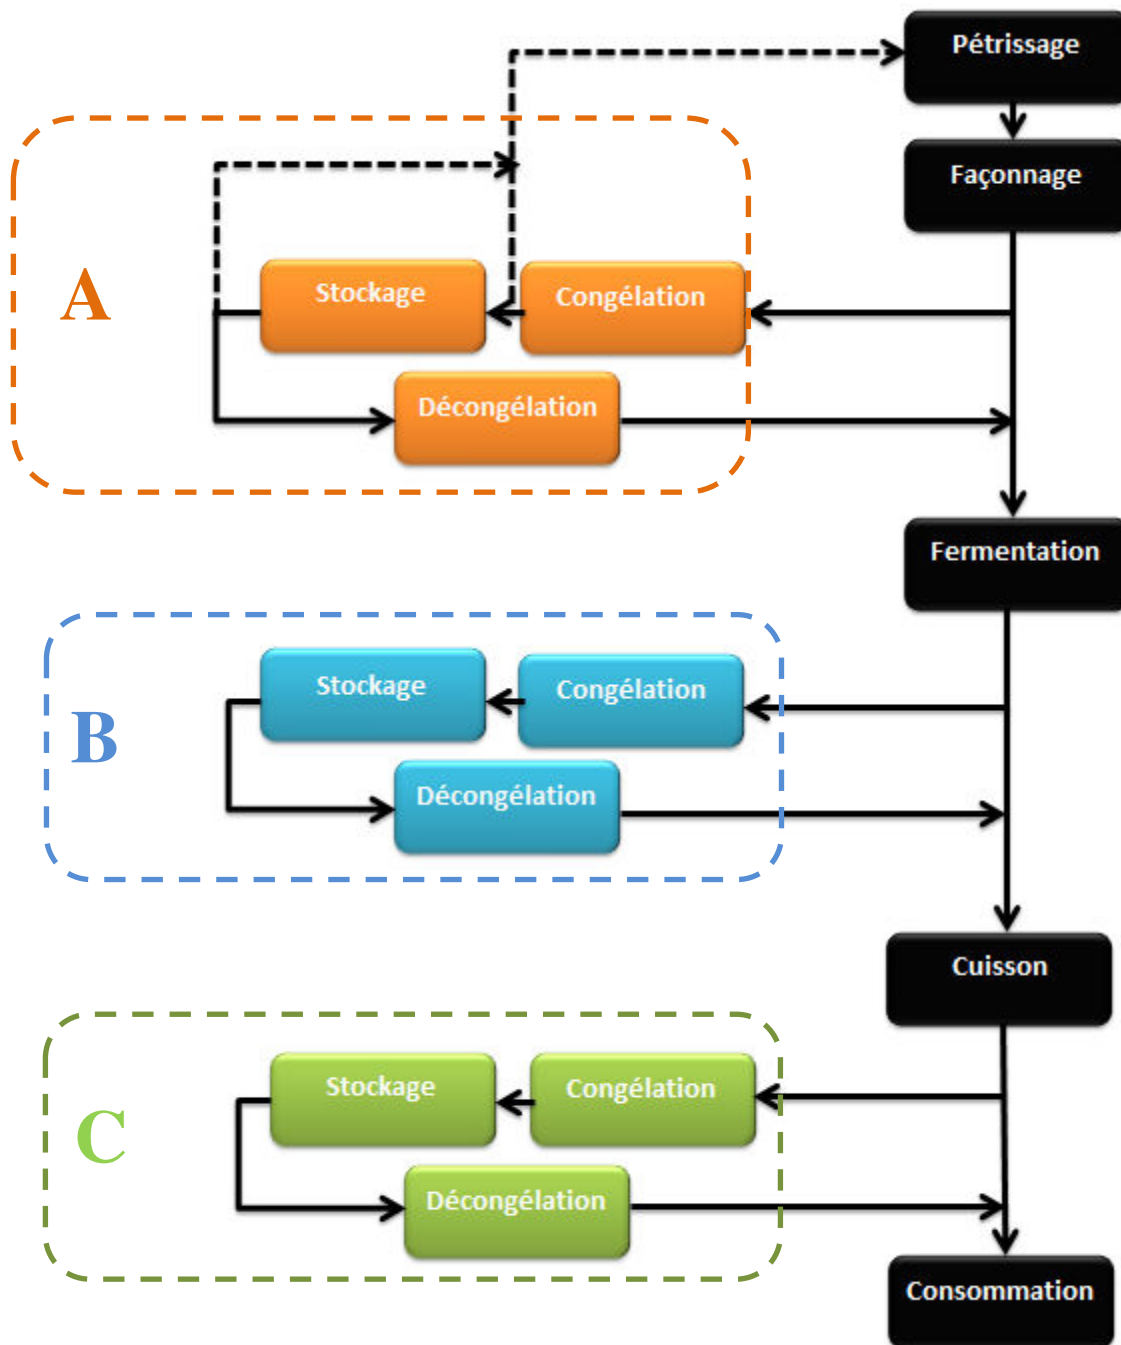 Pétrissage
Façonnage
A
Stockage
Congélation
Décongélation
Fermentation
B
Stockage
Congélation
Décongélation
Cuisson
C
Stockage
Congélation
Décongélation
Consommation